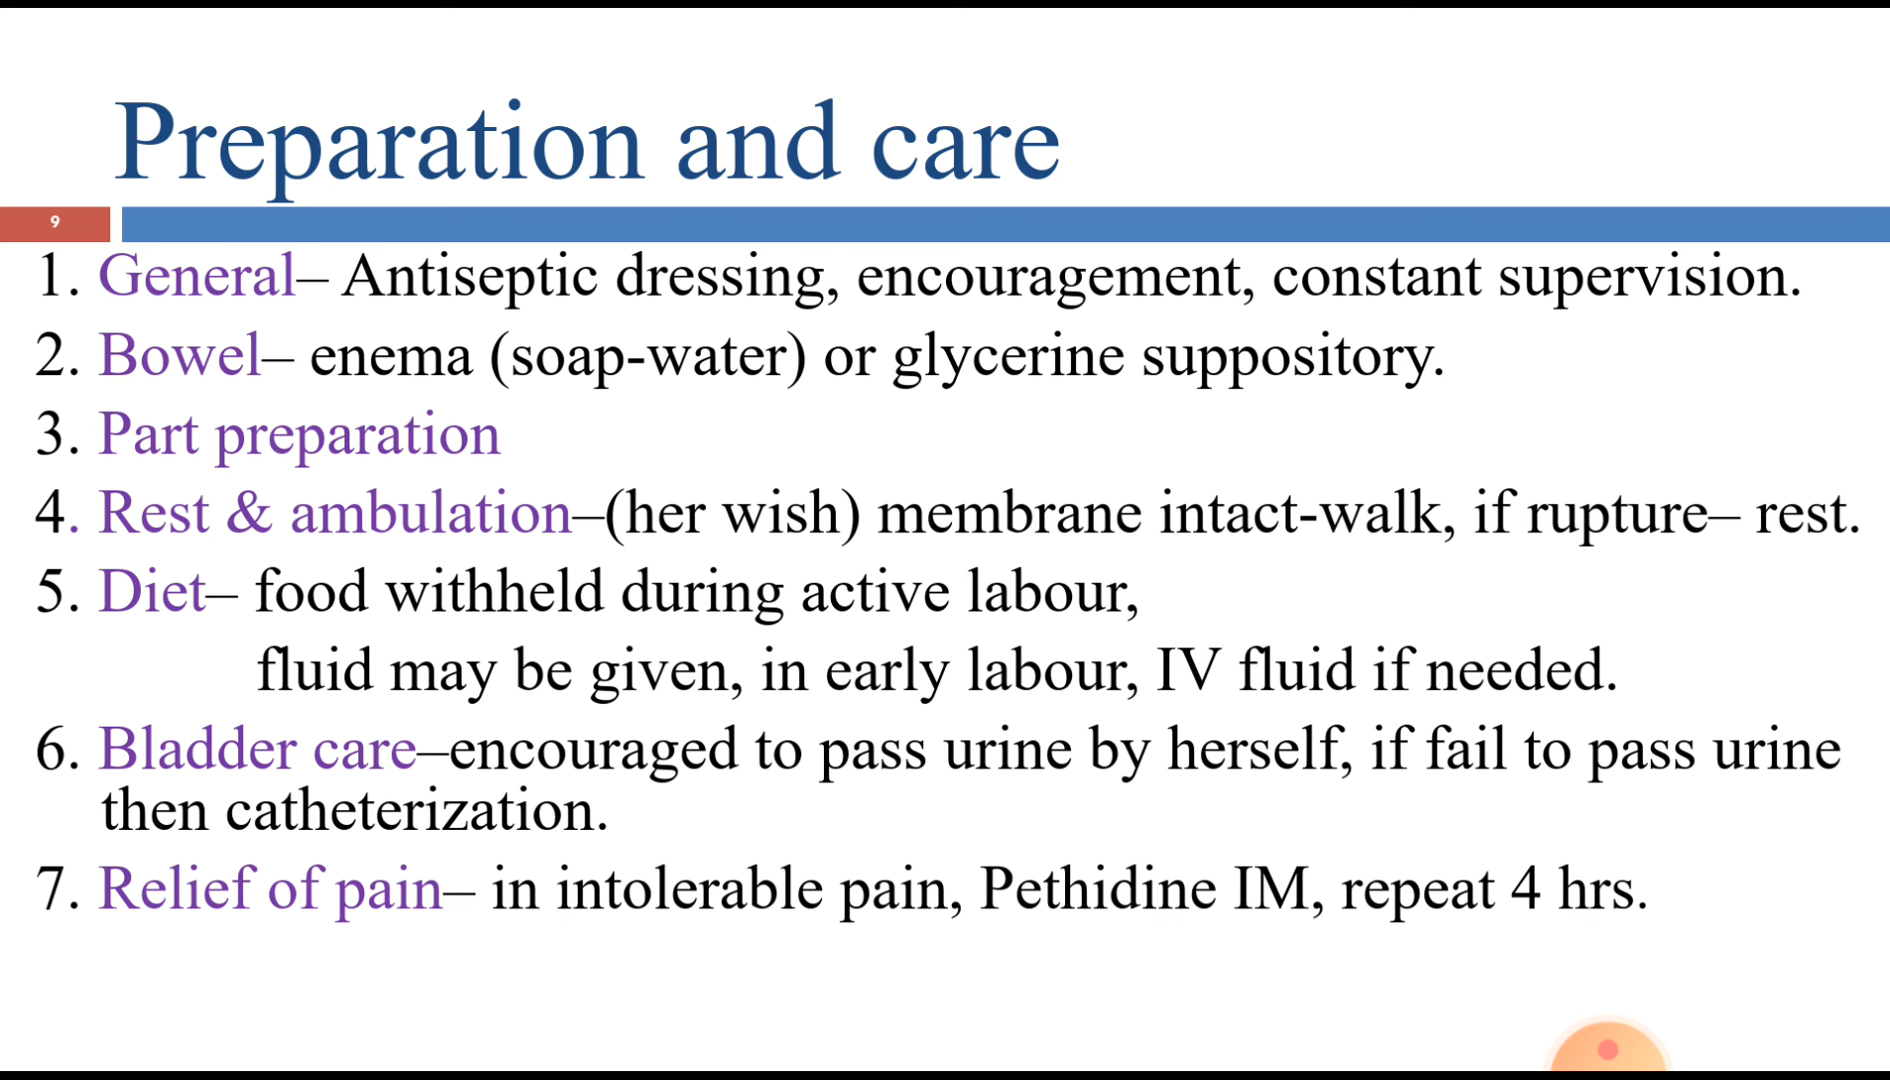 Preparation and care
9
1. General– Antiseptic dressing, encouragement, constant supervision.
2. Bowel– enema (soap-water) or glycerine suppository.
3. Part preparation
4. Rest & ambulation–(her wish) membrane intact-walk, if rupture– rest.
5. Diet– food withheld during active labour,
fluid may be given, in early labour, IV fluid if needed.
6. Bladder care–encouraged to pass urine by herself, if fail to pass urine
then catheterization.
7. Relief of pain– in intolerable pain, Pethidine IM, repeat 4 hrs.